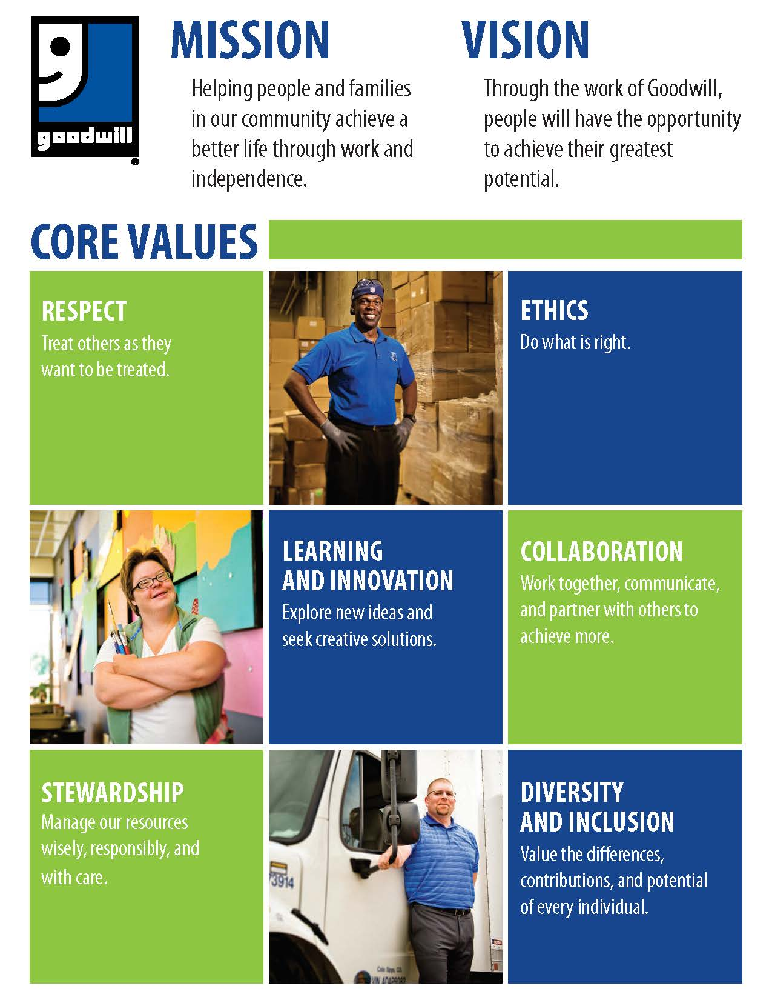 goodwill
®
MISSION
Helping people and families
in our community achieve a
better life through work and
independence.
VISION
Through the work of Goodwill,
people will have the opportunity
to achieve their greatest
potential.
CORE VALUES
RESPECT
Treat others as they
want to be treated.
ETHICS
Do what is right.
LEARNING
AND INNOVATION
Explore new ideas and
seek creative solutions.
COLLABORATION
Work together, communicate,
and partner with others to
achieve more.
STEWARDSHIP
Manage our resources
wisely, responsibly, and
with care.
73914
Colo Spgs, CO.
DIVERSITY
AND INCLUSION
Value the differences,
contributions, and potential
of every individual.